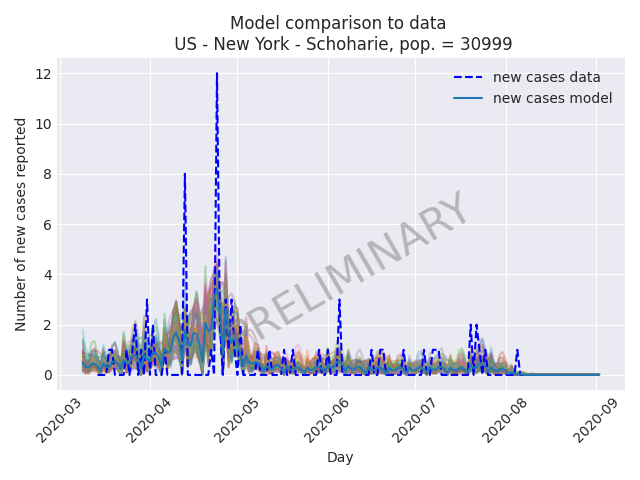 Model comparison to data
US - New York - Schoharie, pop. = 30999
new cases data
new cases model
PRELIMINARY
Number of new cases reported
12
10
8
6
4
2
0
2020-03
2020-04
2020-05
2020-06
2020-07
2020-08
2020-09
Day